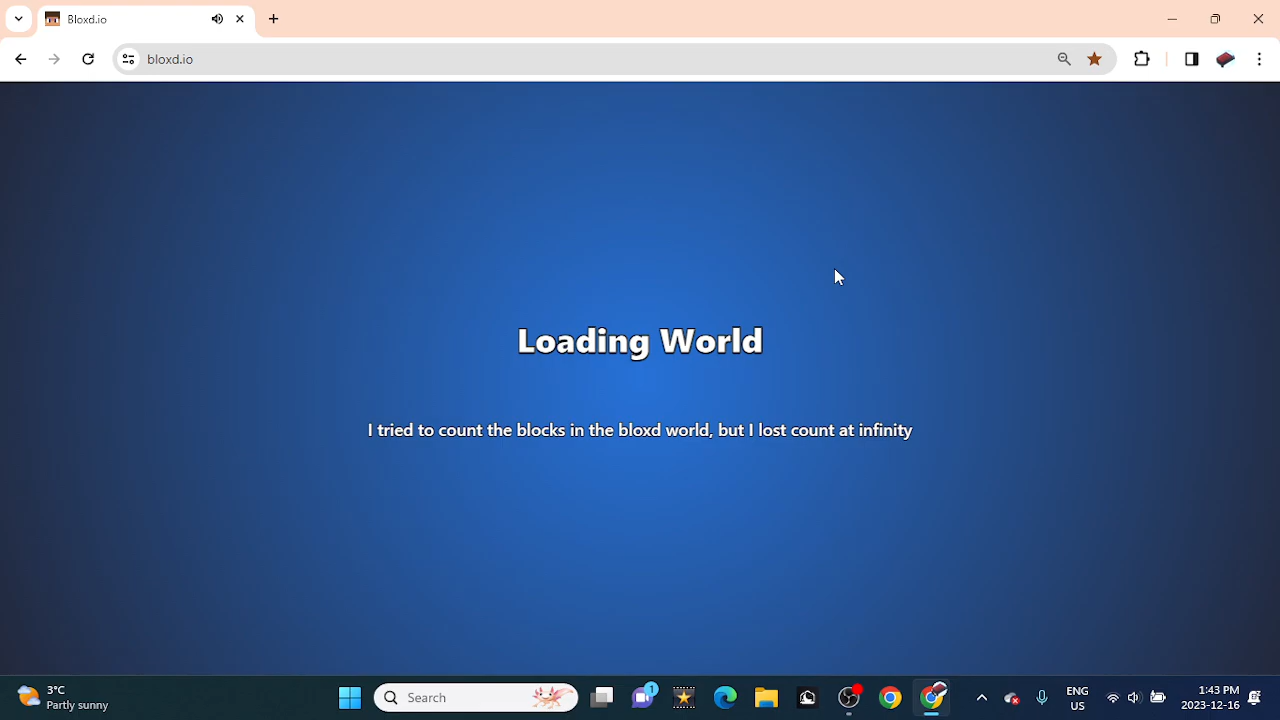 Bloxd.io
bloxd.io
Loading World
I tried to count the blocks in the bloxd world, but I lost count at infinity
3°C
Partly sunny
Search
1
ENG
US
1:43 PM
2023-12-16